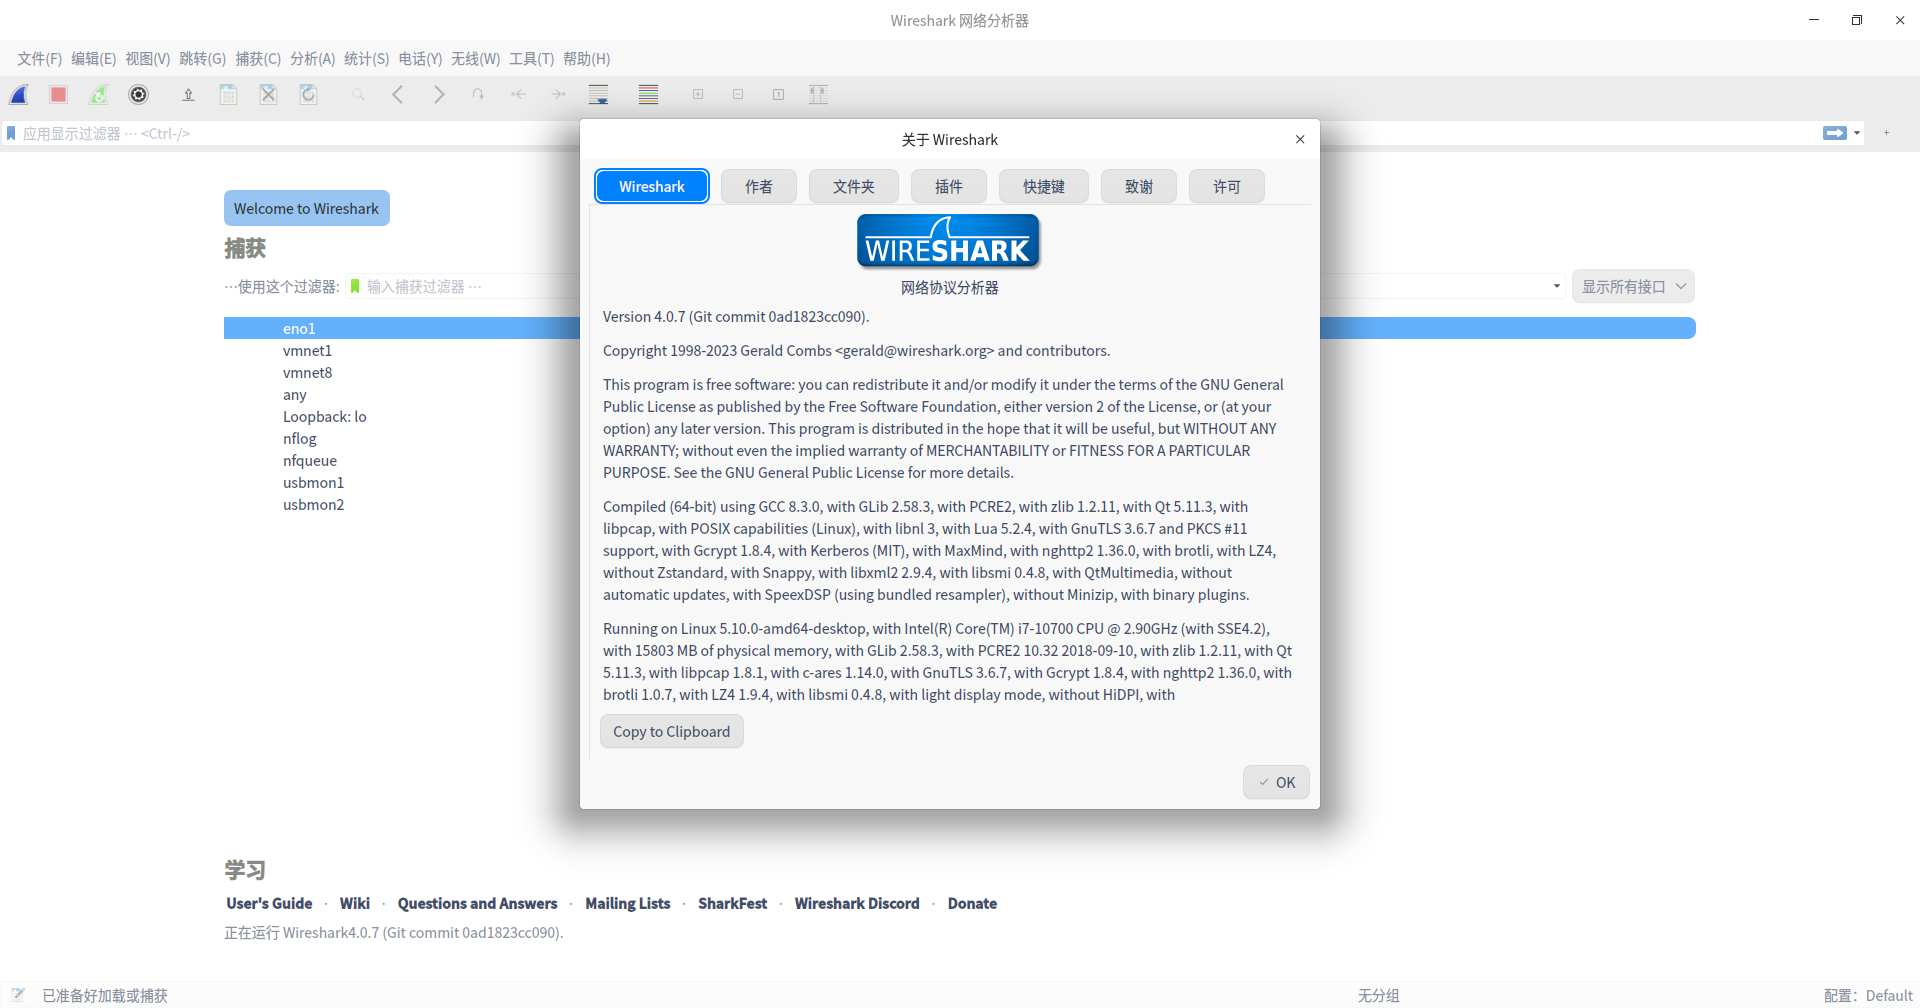 Wireshark 网络分析器
文件(F) 编辑(E) 视图(V) 跳转(G) 捕获(C) 分析(A) 统计(S) 电话(Y) 无线(W) 工具(T) 帮助(H)
应用显示过滤器 … <Ctrl-/>
+
Welcome to Wireshark
捕获
…使用这个过滤器:
输入捕获过滤器 …
显示所有接口
eno1
vmnet1
vmnet8
any
Loopback: lo
nflog
nfqueue
usbmon1
usbmon2
关于 Wireshark
Wireshark 作者 文件夹 插件 快捷键 致谢 许可
WIRESHARK
网络协议分析器
Version 4.0.7 (Git commit 0ad1823cc090).
Copyright 1998-2023 Gerald Combs <gerald@wireshark.org> and contributors.
This program is free software: you can redistribute it and/or modify it under the terms of the GNU General
Public License as published by the Free Software Foundation, either version 2 of the License, or (at your
option) any later version. This program is distributed in the hope that it will be useful, but WITHOUT ANY
WARRANTY; without even the implied warranty of MERCHANTABILITY or FITNESS FOR A PARTICULAR
PURPOSE. See the GNU General Public License for more details.
Compiled (64-bit) using GCC 8.3.0, with GLib 2.58.3, with PCRE2, with zlib 1.2.11, with Qt 5.11.3, with
libpcap, with POSIX capabilities (Linux), with libnl 3, with Lua 5.2.4, with GnuTLS 3.6.7 and PKCS #11
support, with Gcrypt 1.8.4, with Kerberos (MIT), with MaxMind, with nghttp2 1.36.0, with brotli, with LZ4,
without Zstandard, with Snappy, with libxml2 2.9.4, with libsmi 0.4.8, with QtMultimedia, without
automatic updates, with SpeexDSP (using bundled resampler), without Minizip, with binary plugins.
Running on Linux 5.10.0-amd64-desktop, with Intel(R) Core(TM) i7-10700 CPU @ 2.90GHz (with SSE4.2),
with 15803 MB of physical memory, with GLib 2.58.3, with PCRE2 10.32 2018-09-10, with zlib 1.2.11, with Qt
5.11.3, with libpcap 1.8.1, with c-ares 1.14.0, with GnuTLS 3.6.7, with Gcrypt 1.8.4, with nghttp2 1.36.0, with
brotli 1.0.7, with LZ4 1.9.4, with libsmi 0.4.8, with light display mode, without HiDPI, with
Copy to Clipboard
OK
学习
User's Guide · Wiki · Questions and Answers · Mailing Lists · SharkFest · Wireshark Discord · Donate
正在运行 Wireshark4.0.7 (Git commit 0ad1823cc090).
已准备好加载或捕获
无分组
配置：Default